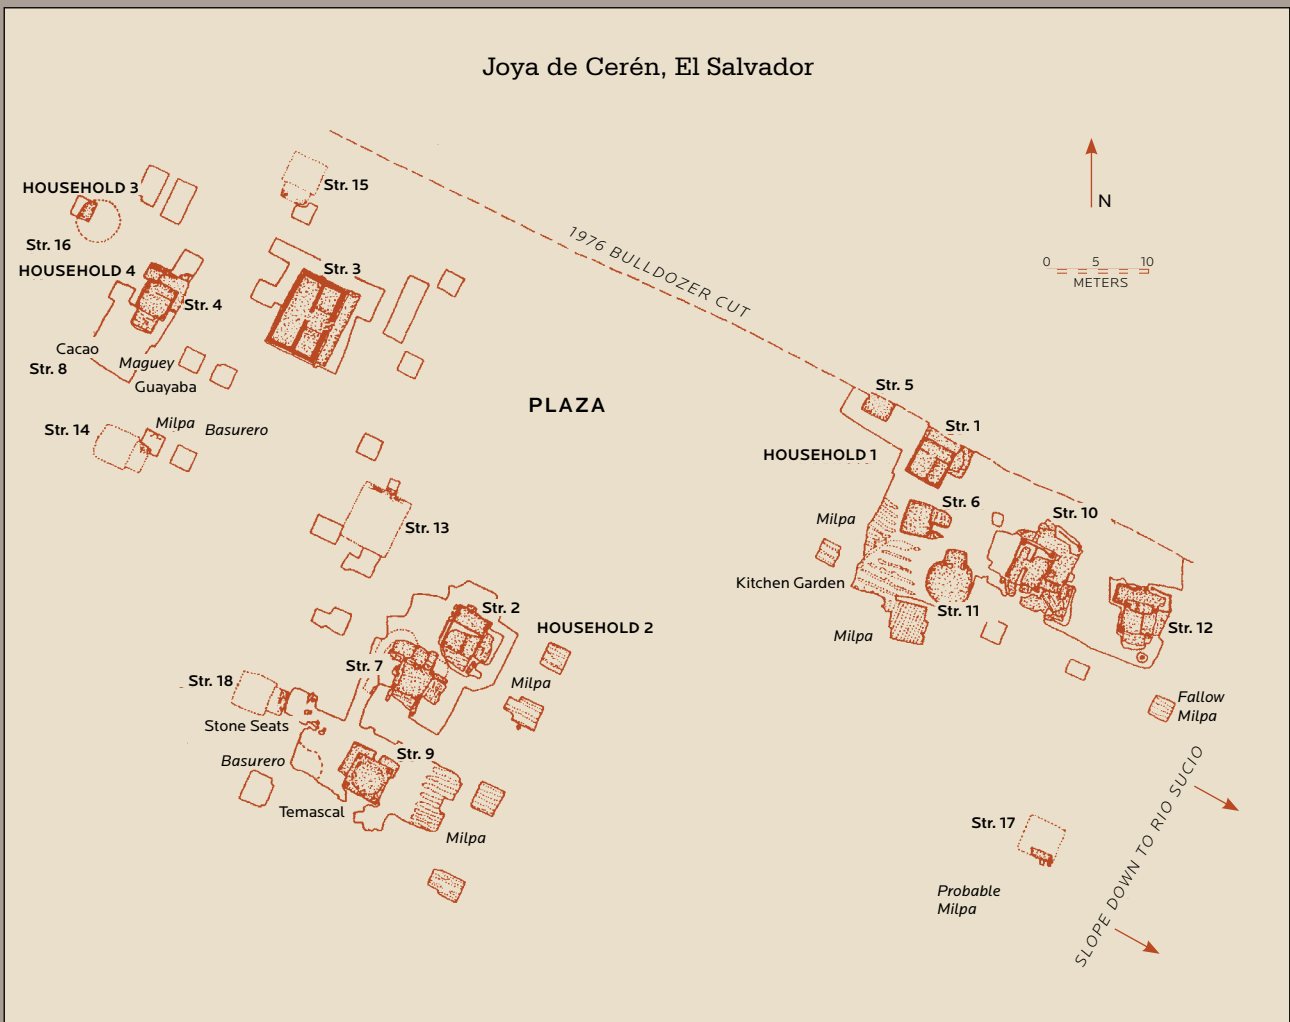 Joya de Cerén, El Salvador
HOUSEHOLD 3
Str. 15
N
Str. 16
1976 BULLDOZER CUT
HOUSEHOLD 4
Str. 3
0 5 10
METERS
Str. 4
Cacao
Maguey
Str. 8
Guayaba
PLAZA
Str. 5
Str. 14
Milpa
Basurero
Str. 1
HOUSEHOLD 1
Str. 6
Str. 10
Milpa
Str. 13
Kitchen Garden
Str. 2
Str. 11
HOUSEHOLD 2
Milpa
Str. 12
Str. 7
Str. 18
Milpa
Fallow
Milpa
Stone Seats
Str. 9
Basurero
SLOPE DOWN TO RIO SUCIO
Temascal
Str. 17
Milpa
Probable
Milpa